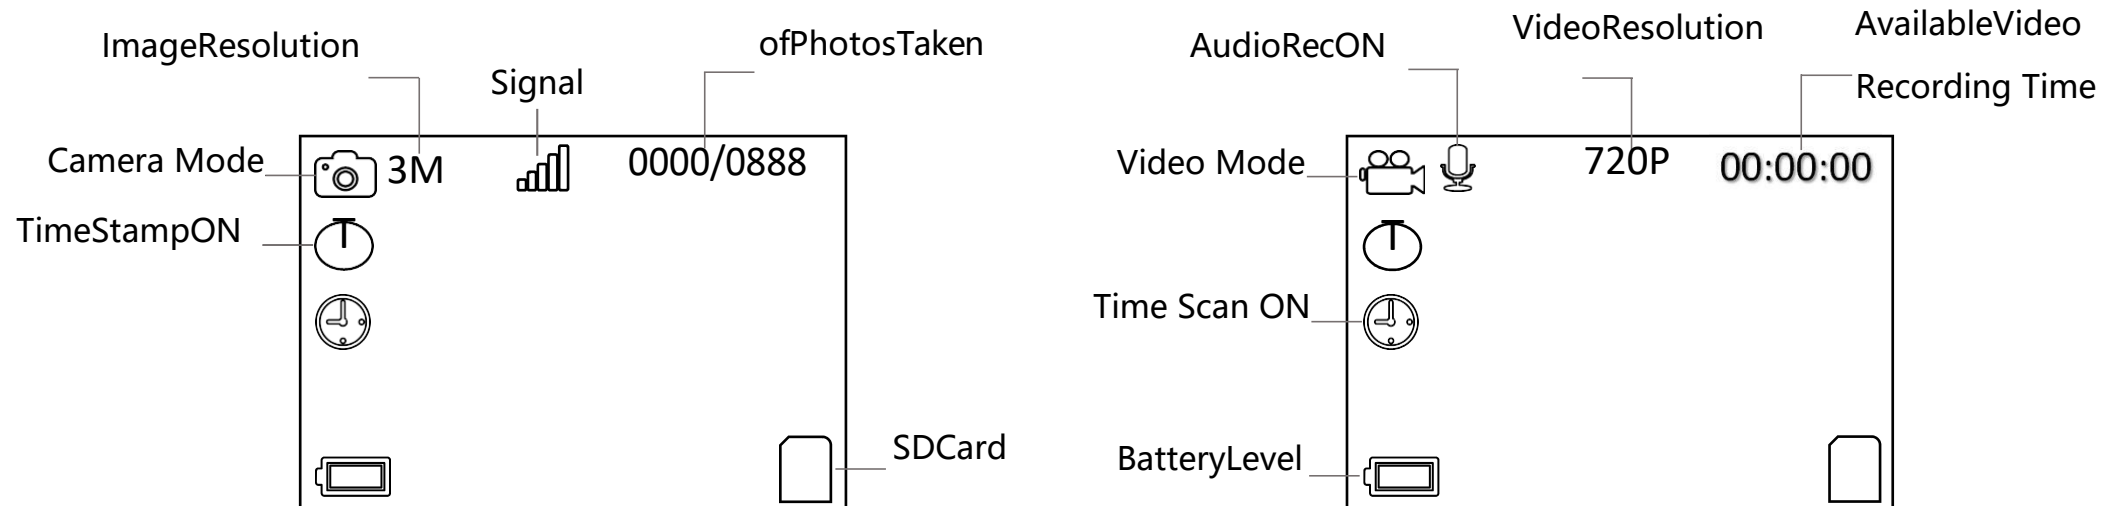 ImageResolution
Signal
ofPhotosTaken
Camera Mode
3M
0000/0888
TimeStampON
SDCard
AudioRecON
VideoResolution
AvailableVideo
Recording Time
Video Mode
720P
00:00:00
Time Scan ON
BatteryLevel